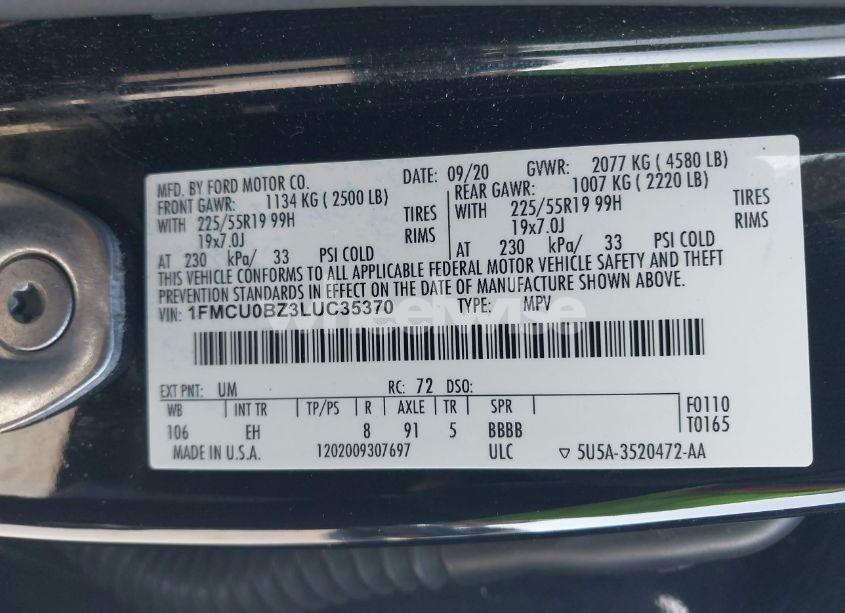 MFD. BY FORD MOTOR CO. DATE: 09/20 GVWR: 2077 KG ( 4580 LB)
FRONT GAWR: 1134 KG ( 2500 LB) REAR GAWR: 1007 KG ( 2220 LB)
WITH 225/55R19 99H TIRES WITH 225/55R19 99H TIRES
19x7.0J RIMS 19x7.0J RIMS
AT 230 kPa/ 33 PSI COLD AT 230 kPa/ 33 PSI COLD
THIS VEHICLE CONFORMS TO ALL APPLICABLE FEDERAL MOTOR VEHICLE SAFETY AND THEFT
PREVENTION STANDARDS IN EFFECT ON THE DATE OF MANUFACTURE SHOWN ABOVE.
VIN: 1FMCU0BZ3LUC35370 TYPE: MPV
wheelwise
EXT PNT: UM RC: 72 DSO:
WB INT TR TP/PS R AXLE TR SPR F0110
106 EH 8 91 5 BBBB T0165
MADE IN U.S.A. 1202009307697 ULC ▽ 5U5A-3520472-AA